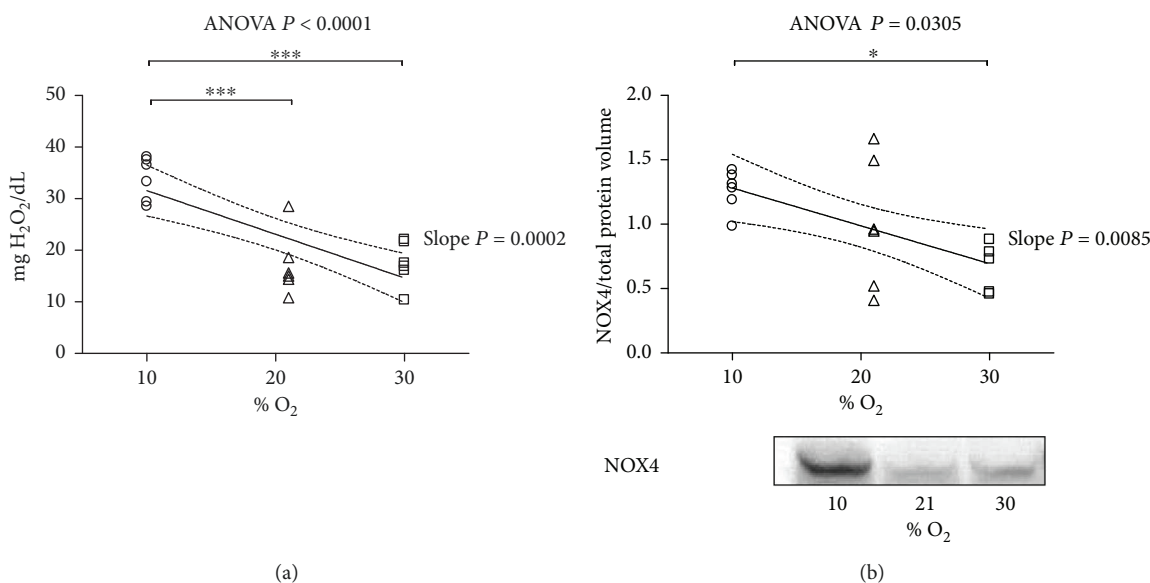 ANOVA P < 0.0001
***
***
50
40
30
20
10
0
mg H₂O₂/dL
Slope P = 0.0002
10 20 30
% O₂
(a)
ANOVA P = 0.0305
*
2.0
1.5
1.0
0.5
0.0
NOX4/total protein volume
Slope P = 0.0085
10 20 30
% O₂
NOX4
10 21 30
% O₂
(b)